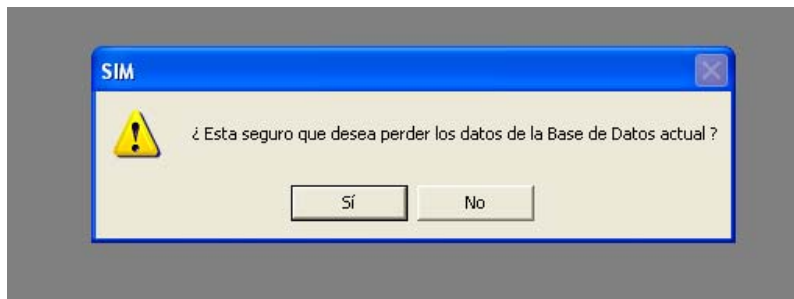 SIM
¿ Esta seguro que desea perder los datos de la Base de Datos actual ?
Sí
No